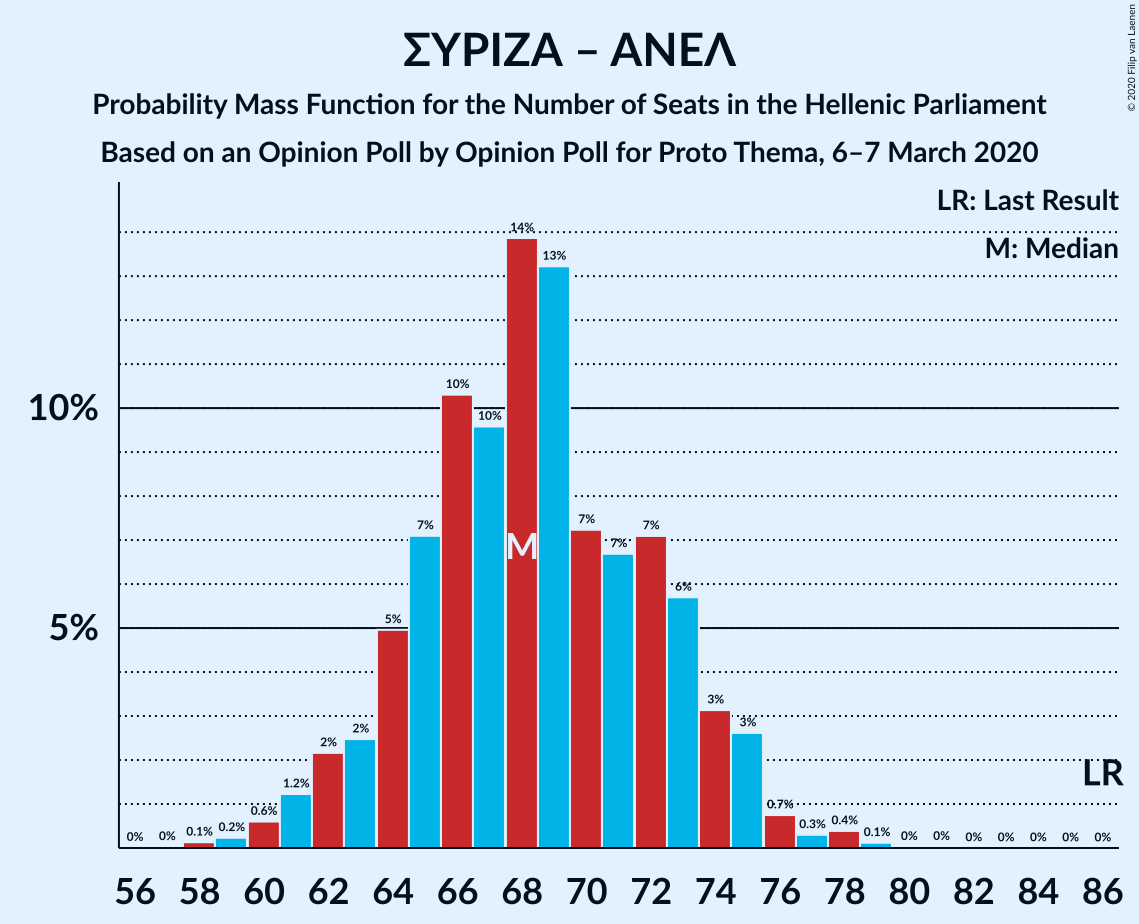 ΣΥΡΙΖΑ – ΑΝΕΛ
Probability Mass Function for the Number of Seats in the Hellenic Parliament
Based on an Opinion Poll by Opinion Poll for Proto Thema, 6–7 March 2020
© 2020 Filip van Laenen
LR: Last Result
M: Median
14%
13%
10%
10%
10%
7%
7%
7%
7%
M
6%
5%
5%
3%
3%
2%
2%
LR
1.2%
0.6%
0.7%
0% 0% 0.1% 0.2% 0.3% 0.4% 0.1% 0% 0% 0% 0% 0% 0% 0%
56 58 60 62 64 66 68 70 72 74 76 78 80 82 84 86